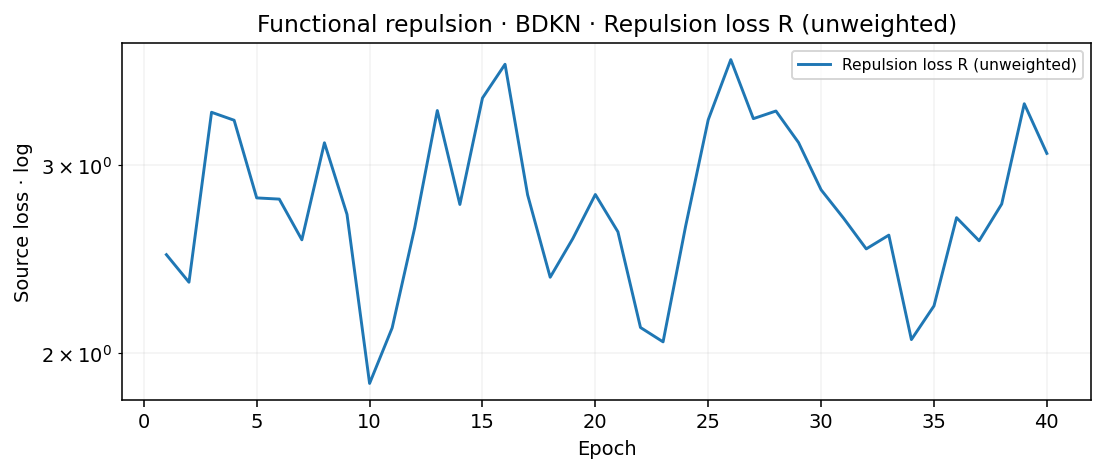 Functional repulsion · BDKN · Repulsion loss R (unweighted)
Repulsion loss R (unweighted)
Source loss · log
3 × 10⁰
2 × 10⁰
0 5 10 15 20 25 30 35 40
Epoch